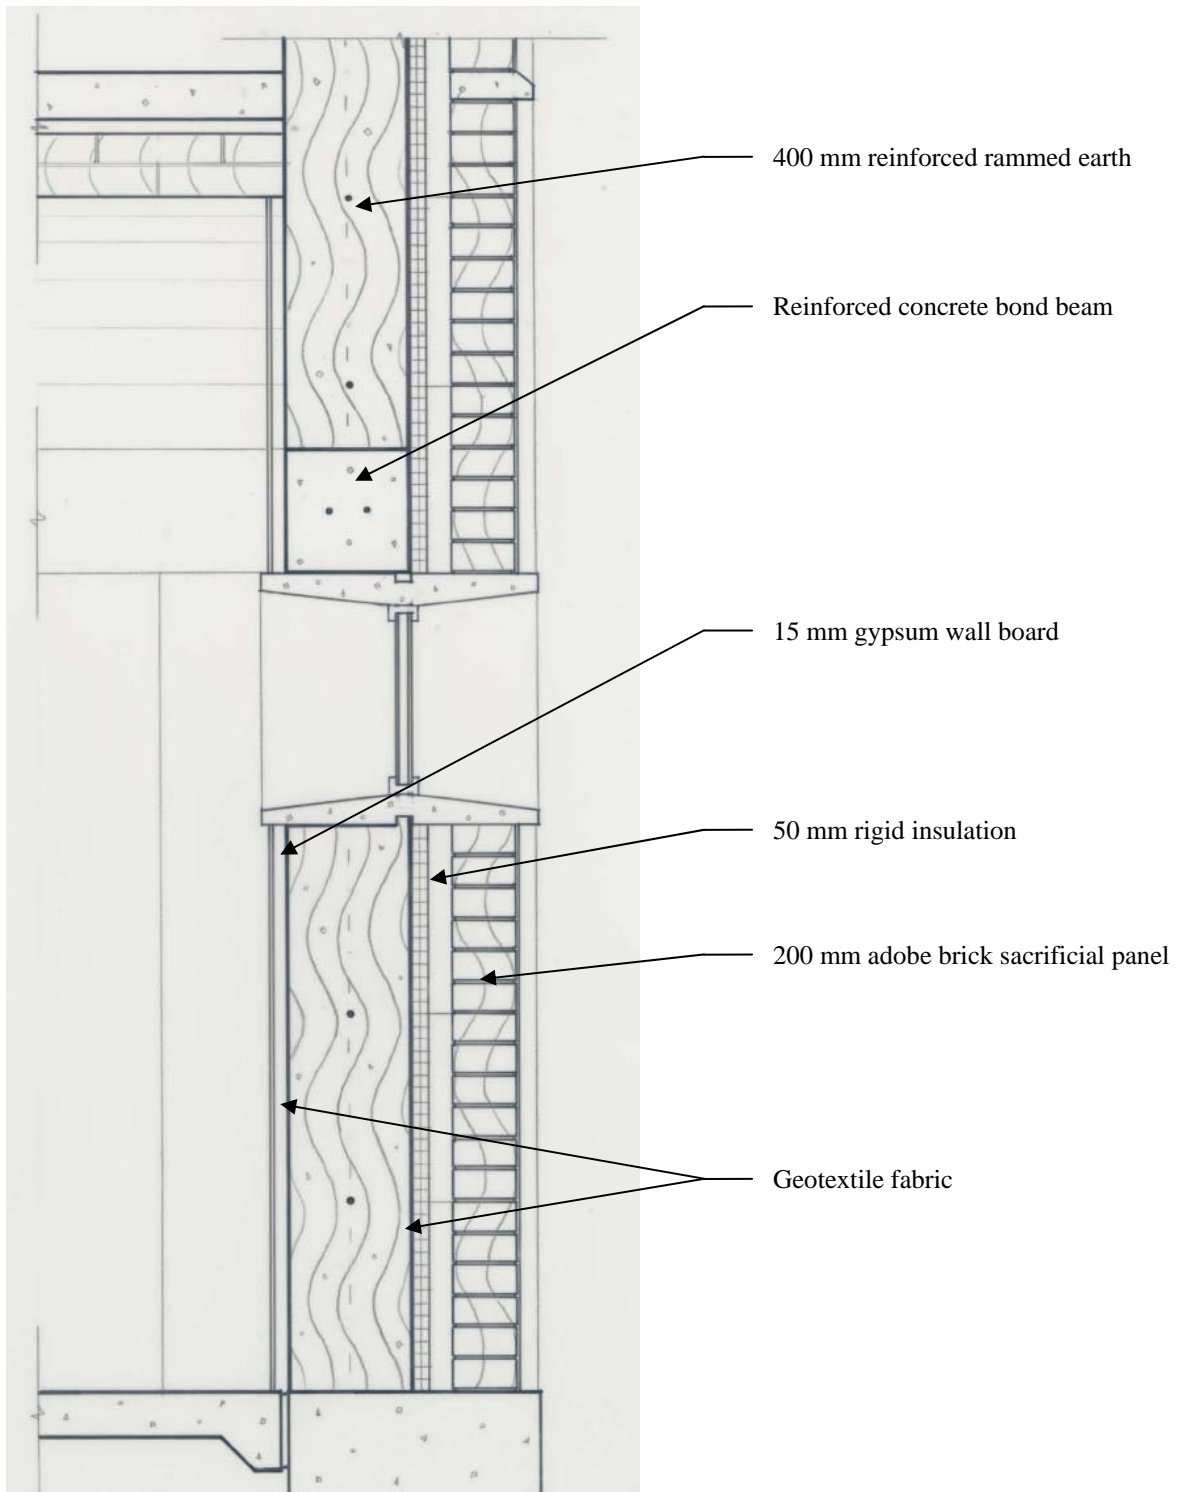 400 mm reinforced rammed earth
Reinforced concrete bond beam
15 mm gypsum wall board
50 mm rigid insulation
200 mm adobe brick sacrificial panel
Geotextile fabric